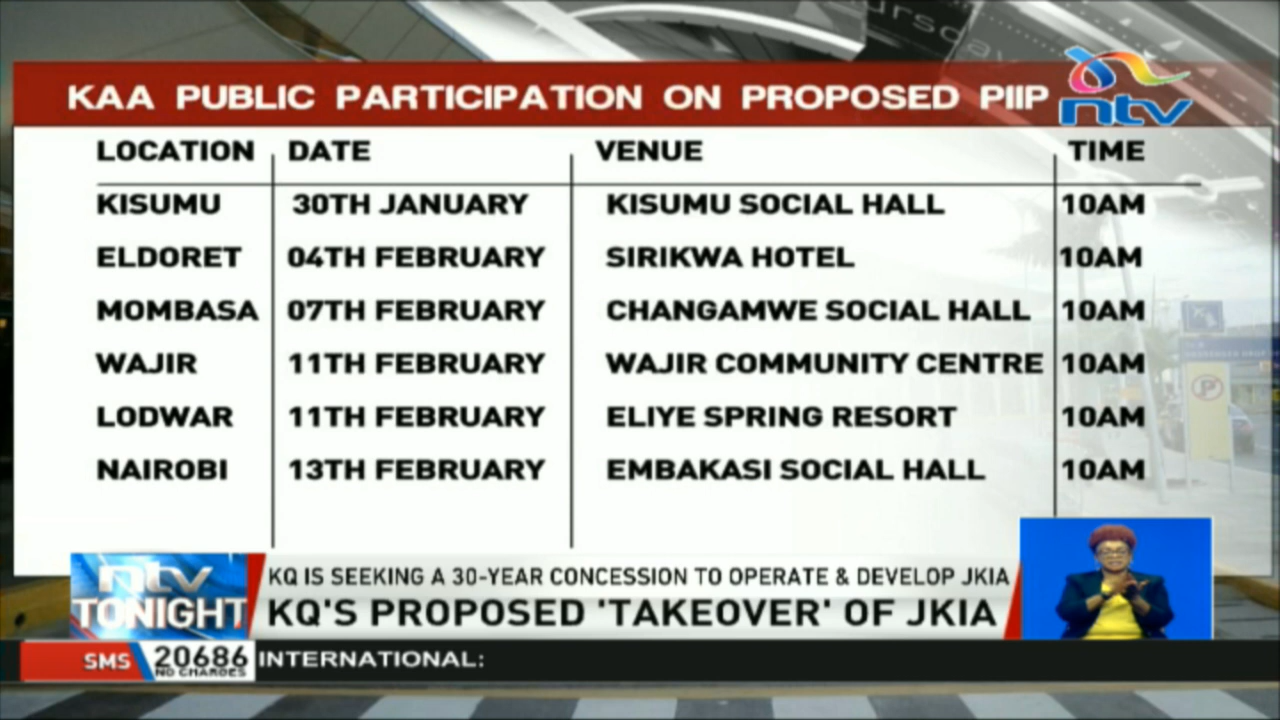 ursday
KAA PUBLIC PARTICIPATION ON PROPOSED PIIP
ntv
LOCATION DATE VENUE TIME
KISUMU 30TH JANUARY KISUMU SOCIAL HALL 10AM
ELDORET 04TH FEBRUARY SIRIKWA HOTEL 10AM
MOMBASA 07TH FEBRUARY CHANGAMWE SOCIAL HALL 10AM
WAJIR 11TH FEBRUARY WAJIR COMMUNITY CENTRE 10AM
LODWAR 11TH FEBRUARY ELIYE SPRING RESORT 10AM
NAIROBI 13TH FEBRUARY EMBAKASI SOCIAL HALL 10AM
P
ntv
TONIGHT
KQ IS SEEKING A 30-YEAR CONCESSION TO OPERATE & DEVELOP JKIA
KQ'S PROPOSED 'TAKEOVER' OF JKIA
SMS 20686
NO CHARGES
INTERNATIONAL: